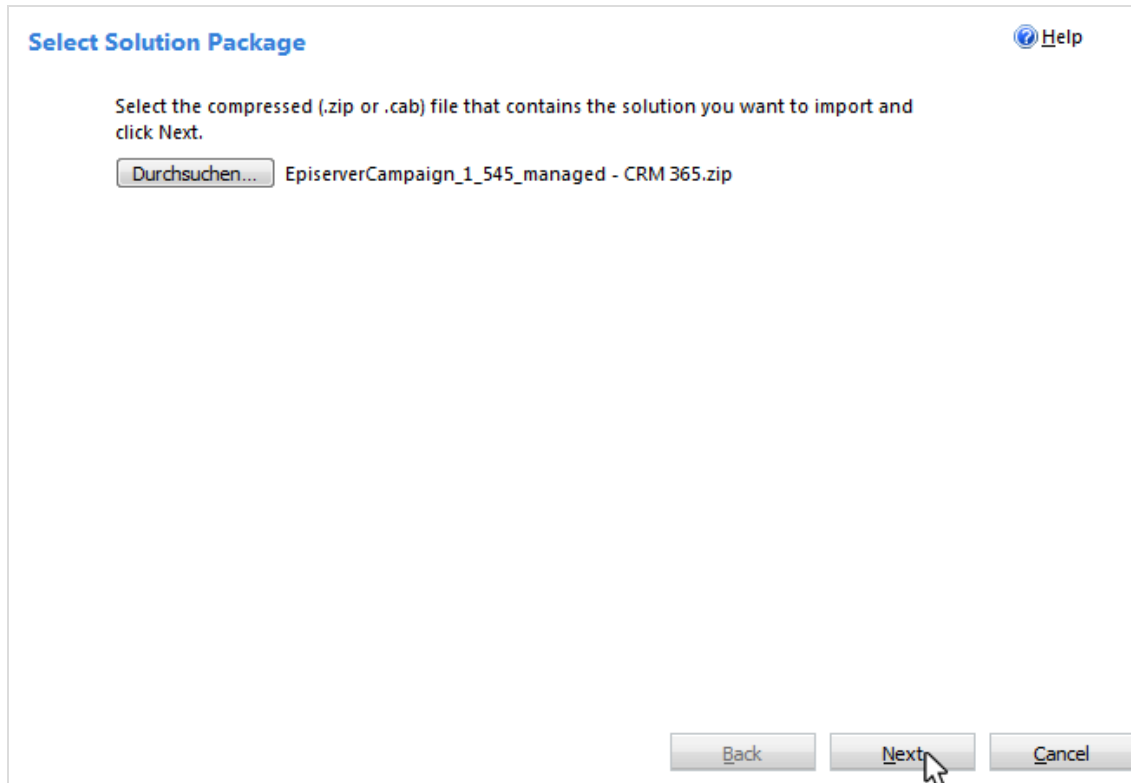 Select Solution Package
Help
Select the compressed (.zip or .cab) file that contains the solution you want to import and
click Next.
Durchsuchen... EpiserverCampaign_1_545_managed - CRM 365.zip
Back Next Cancel